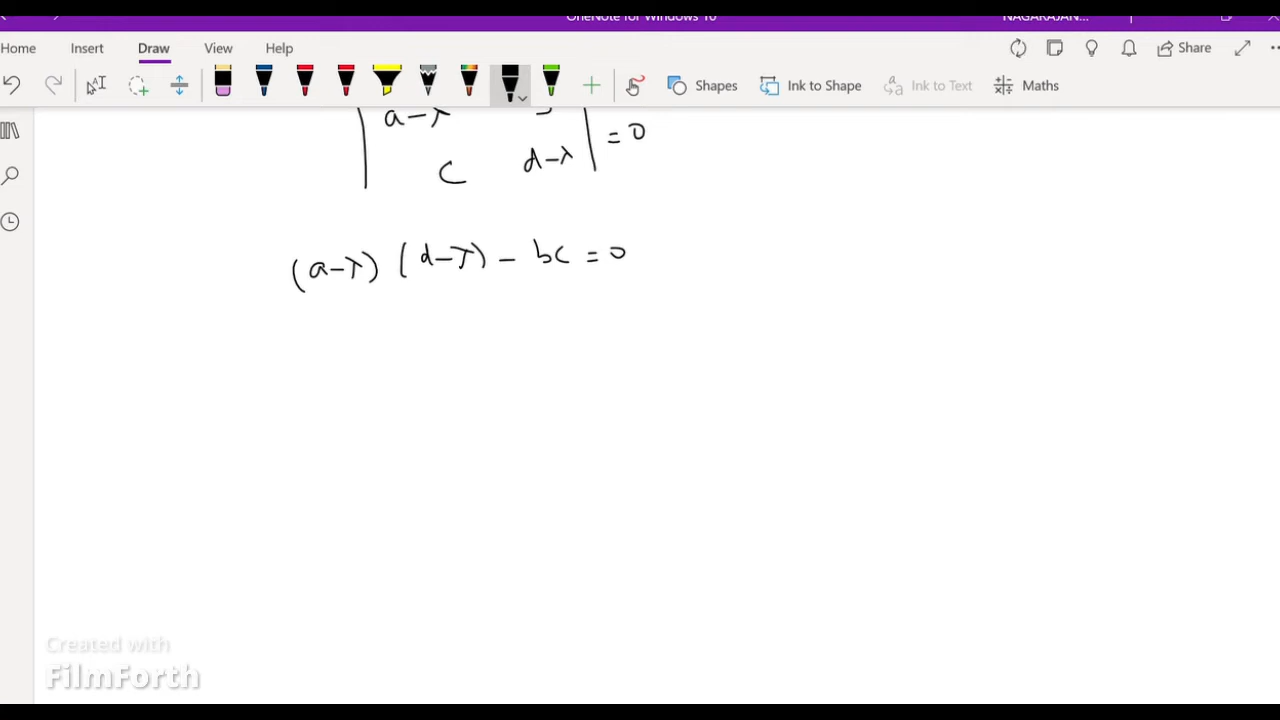 OneNote for Windows 10 NAGARAJAN...
Home Insert Draw View Help Share
Shapes Ink to Shape Ink to Text Maths
a-λ
= 0
c d-λ
(a-λ) (d-λ) - bc = 0
Created with
FilmForth